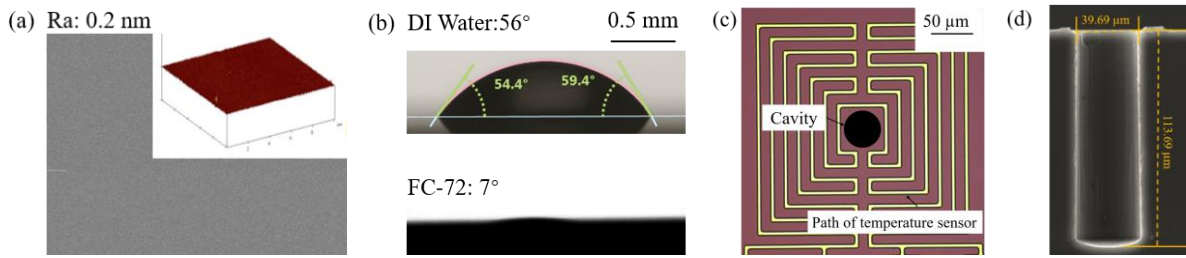 (a) Ra: 0.2 nm
(b) DI Water:56°
0.5 mm
54.4°
59.4°
FC-72: 7°
(c)
50 µm
Cavity
Path of temperature sensor
(d)
39.69 µm
113.69 µm